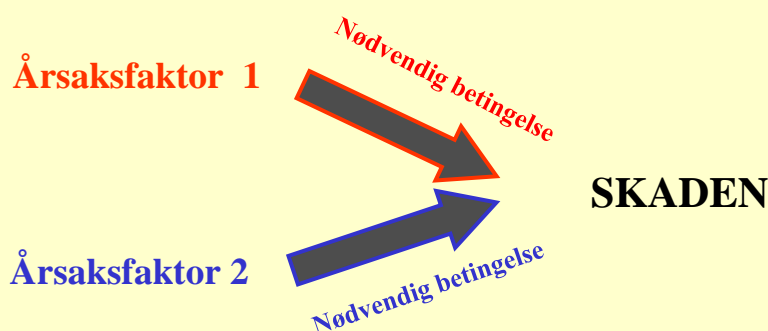 Nødvendig betingelse
Årsaksfaktor  1
SKADEN
Årsaksfaktor 2
Nødvendig betingelse